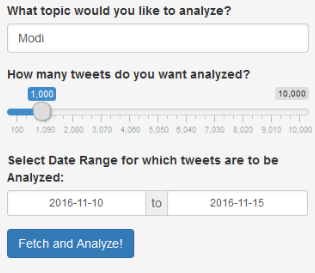 What topic would you like to analyze?
Modi
How many tweets do you want analyzed?
1,000 10,000
100 1,090 2,080 3,070 4,060 5,050 6,040 7,030 8,020 9,010 10,000
Select Date Range for which tweets are to be
Analyzed:
2016-11-10 to 2016-11-15
Fetch and Analyze!